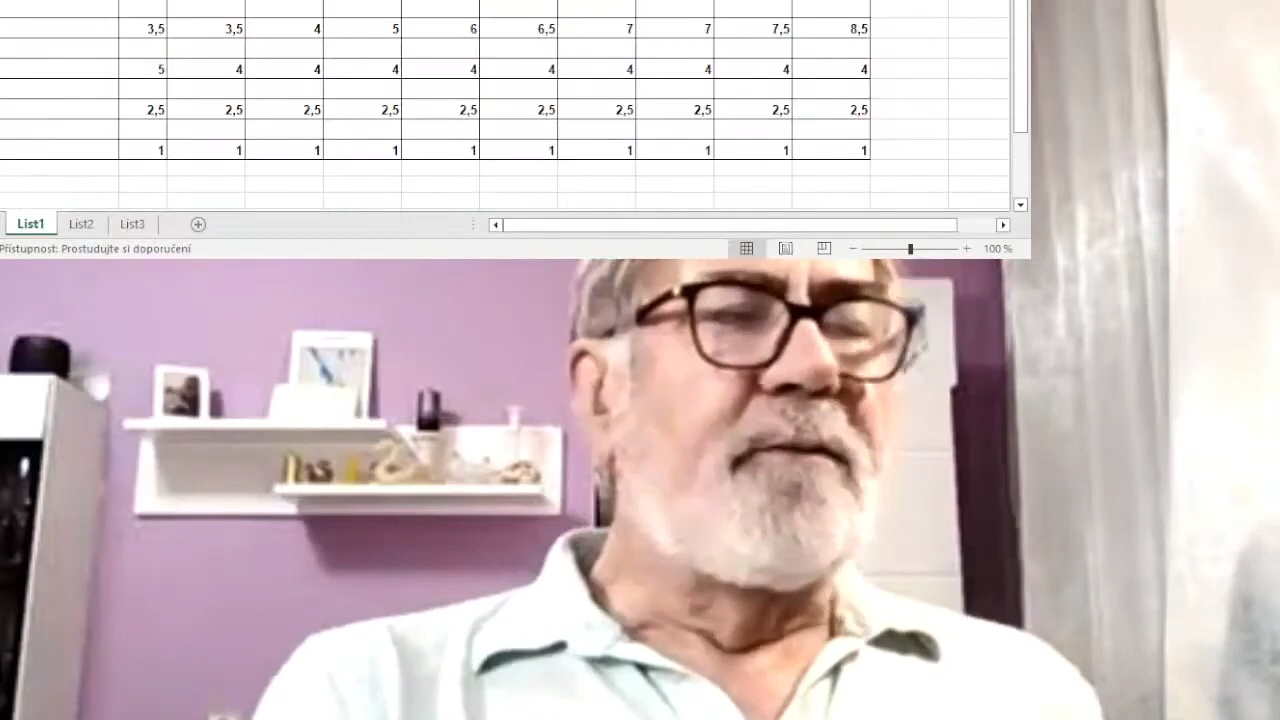 3,5 3,5 4 5 6 6,5 7 7 7,5 8,5
5 4 4 4 4 4 4 4 4 4
2,5 2,5 2,5 2,5 2,5 2,5 2,5 2,5 2,5 2,5
1 1 1 1 1 1 1 1 1 1
List1 List2 List3
Přístupnost: Prostudujte si doporučení 100 %